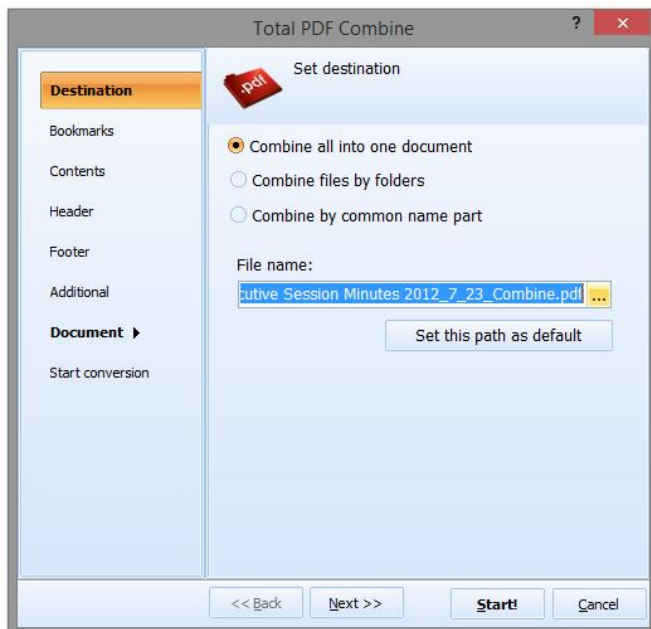 Total PDF Combine
?
Destination
Bookmarks
Contents
Header
Footer
Additional
Document
Start conversion
.pdf
Set destination
Combine all into one document
Combine files by folders
Combine by common name part
File name:
cutive Session Minutes 2012_7_23_Combine.pdf
...
Set this path as default
<< Back
Next >>
Start!
Cancel